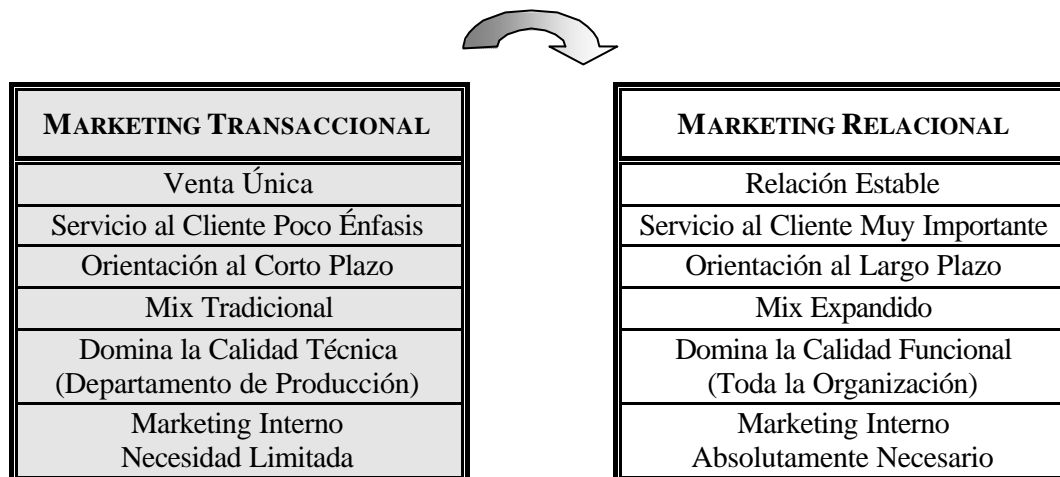 MARKETING TRANSACCIONAL
Venta Única
Servicio al Cliente Poco Énfasis
Orientación al Corto Plazo
Mix Tradicional
Domina la Calidad Técnica
(Departamento de Producción)
Marketing Interno
Necesidad Limitada
MARKETING RELACIONAL
Relación Estable
Servicio al Cliente Muy Importante
Orientación al Largo Plazo
Mix Expandido
Domina la Calidad Funcional
(Toda la Organización)
Marketing Interno
Absolutamente Necesario